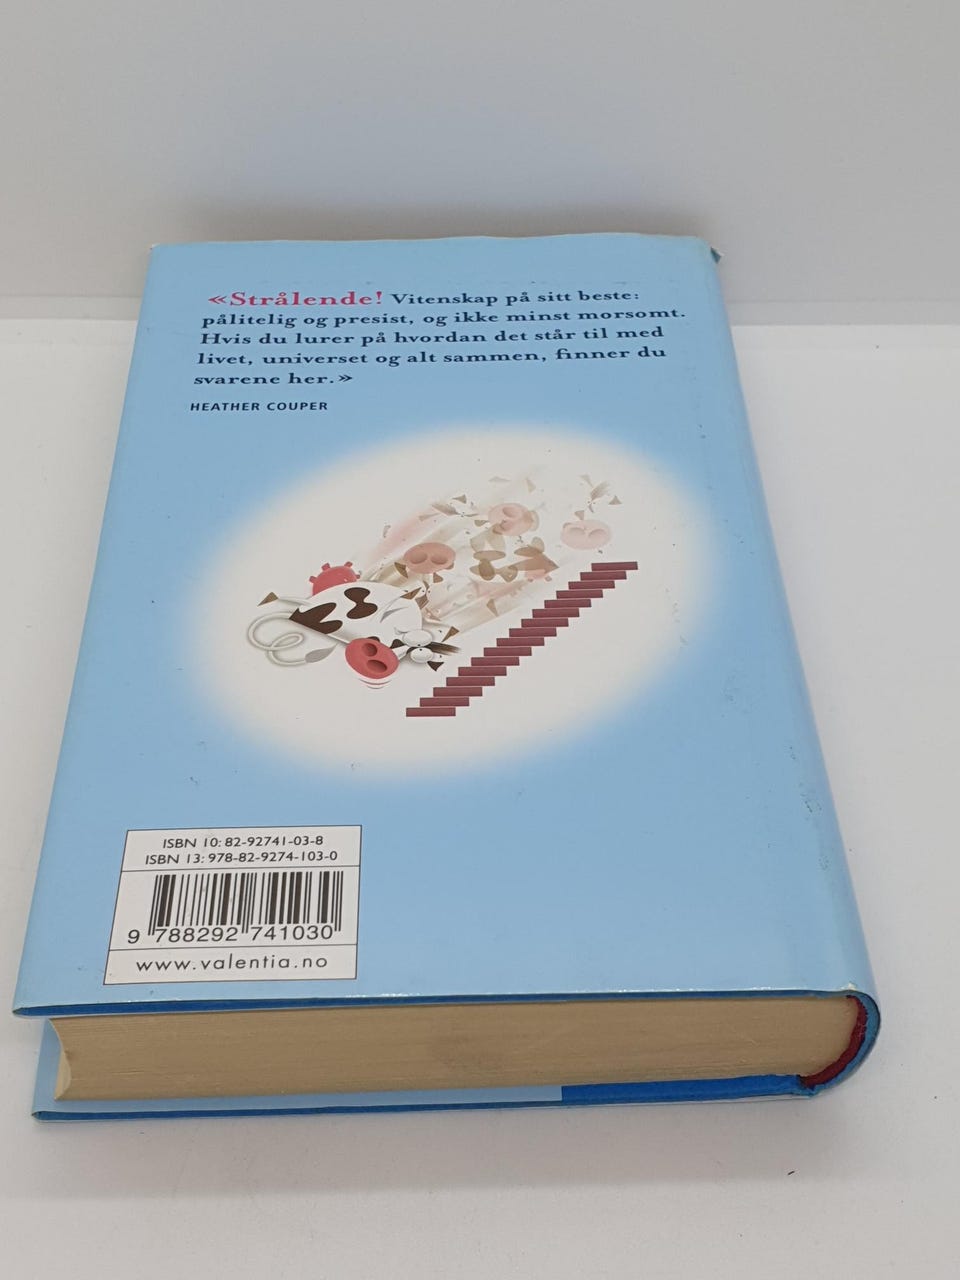 «Strålende! Vitenskap på sitt beste:
pålitelig og presist, og ikke minst morsomt.
Hvis du lurer på hvordan det står til med
livet, universet og alt sammen, finner du
svarene her.»
HEATHER COUPER
ISBN 10: 82-92741-03-8
ISBN 13: 978-82-9274-103-0
9 788292 741030
www.valentia.no